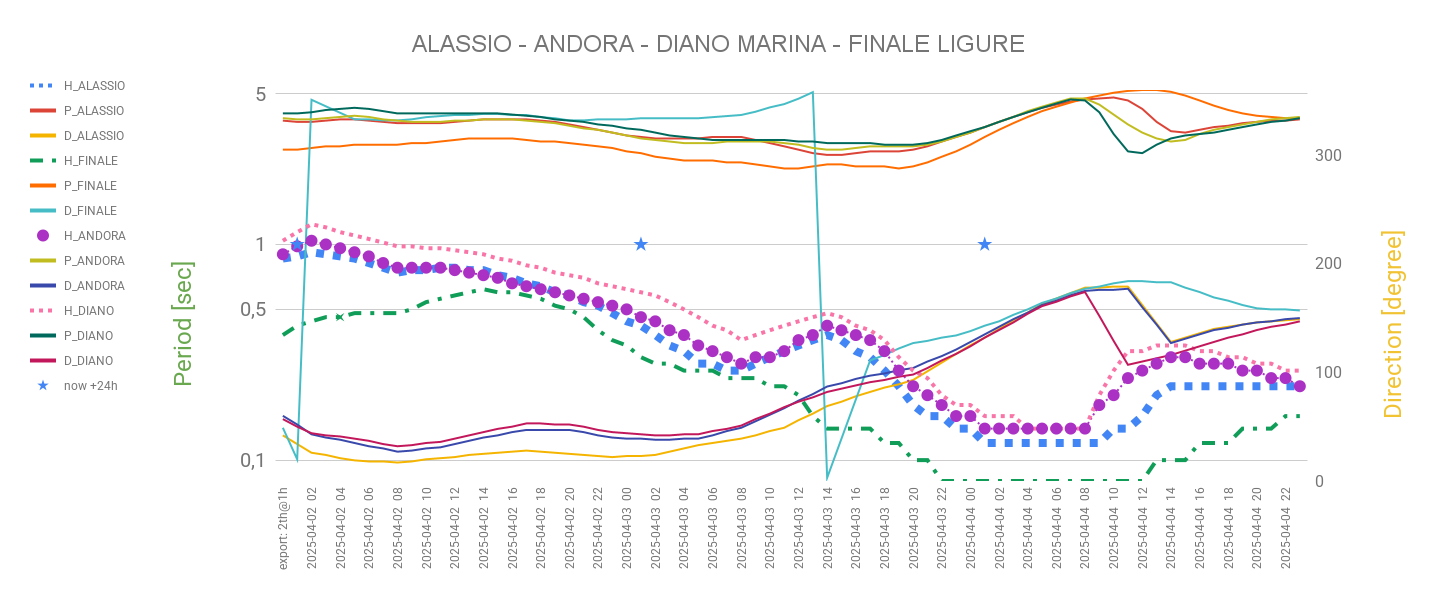 ALASSIO - ANDORA - DIANO MARINA - FINALE LIGURE
H_ALASSIO
P_ALASSIO
D_ALASSIO
H_FINALE
P_FINALE
D_FINALE
H_ANDORA
P_ANDORA
D_ANDORA
H_DIANO
P_DIANO
D_DIANO
now +24h
Period [sec]
5
1
0,5
0,1
300
200
100
0
Direction [degree]
export: 2th@1h
2025-04-02 02
2025-04-02 04
2025-04-02 06
2025-04-02 08
2025-04-02 10
2025-04-02 12
2025-04-02 14
2025-04-02 16
2025-04-02 18
2025-04-02 20
2025-04-02 22
2025-04-03 00
2025-04-03 02
2025-04-03 04
2025-04-03 06
2025-04-03 08
2025-04-03 10
2025-04-03 12
2025-04-03 14
2025-04-03 16
2025-04-03 18
2025-04-03 20
2025-04-03 22
2025-04-04 00
2025-04-04 02
2025-04-04 04
2025-04-04 06
2025-04-04 08
2025-04-04 10
2025-04-04 12
2025-04-04 14
2025-04-04 16
2025-04-04 18
2025-04-04 20
2025-04-04 22